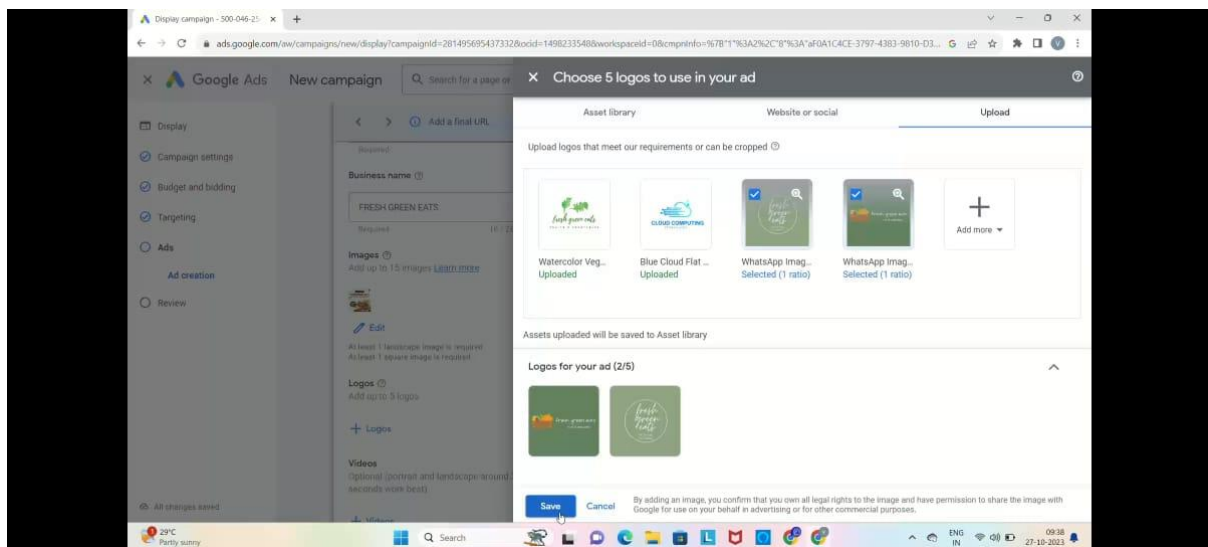 Display campaign - 500-046-25
ads.google.com/aw/campaigns/new/display?campaignId=281495695437332&ocid=1498233548&workspaceid=0&cmpnInfo=%7B"1"%3A2%2C"8"%3A"aF0A1C4CE-3797-4383-9810-D3...
Google Ads
New campaign
Search for a page or
Choose 5 logos to use in your ad
Asset library
Website or social
Upload
Display
Campaign settings
Budget and bidding
Targeting
Ads
Ad creation
Review
All changes saved
Add a final URL
Required
Business name
FRESH GREEN EATS
Required
Images
Add up to 15 images Learn more
Edit
At least 1 landscape image is required
At least 1 square image is required
Logos
Add up to 5 logos
+ Logos
Videos
Optional (portrait and landscape around
seconds work best)
+ Videos
Upload logos that meet our requirements or can be cropped
fresh green eats
CLOUD COMPUTING
fresh green eats
fresh green eats
Add more
Watercolor Veg...
Uploaded
Blue Cloud Flat ...
Uploaded
WhatsApp Imag...
Selected (1 ratio)
WhatsApp Imag...
Selected (1 ratio)
Assets uploaded will be saved to Asset library
Logos for your ad (2/5)
fresh green eats
fresh
green
eats
Save
Cancel
By adding an image, you confirm that you own all legal rights to the image and have permission to share the image with
Google for use on your behalf in advertising or for other commercial purposes.
29°C
Partly sunny
Search
ENG
IN
09:38
27-10-2023